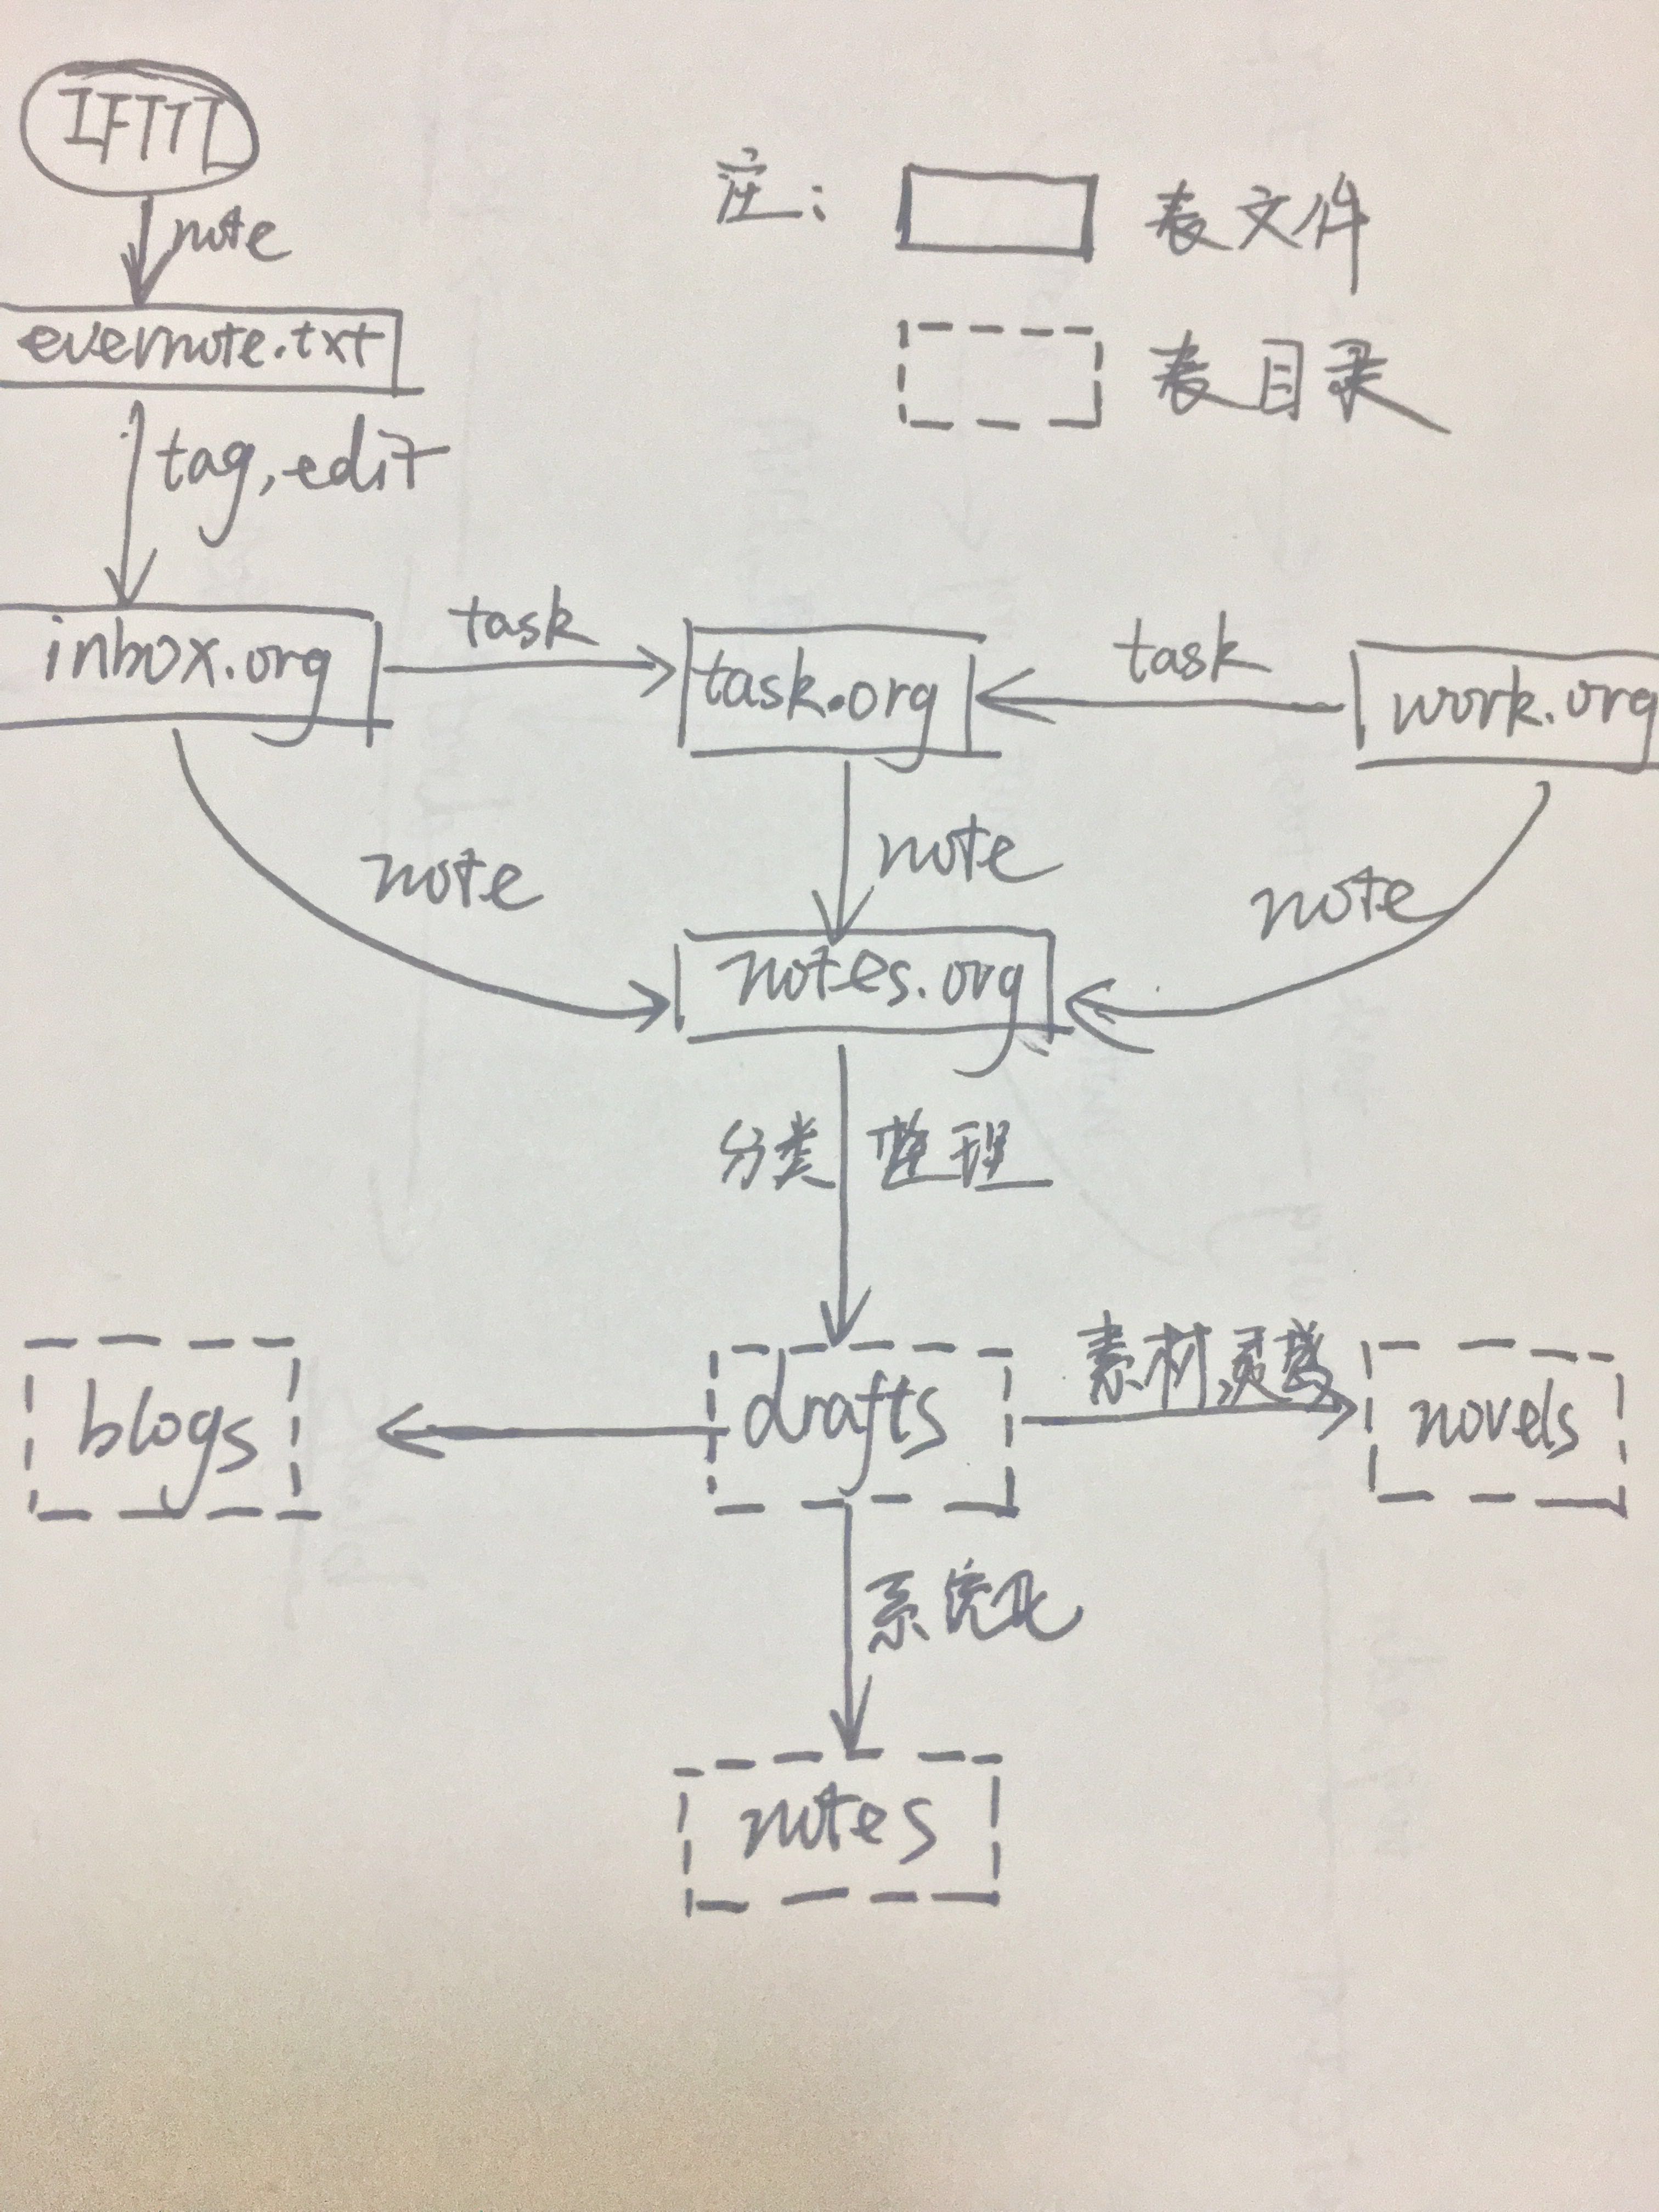 IFTTT
注: 表文件
note
evernote.txt
表目录
tag, edit
inbox.org
task
task.org
task
work.org
note
note
note
notes.org
分类 整理
blogs
drafts
素材,灵感
novels
系统化
notes